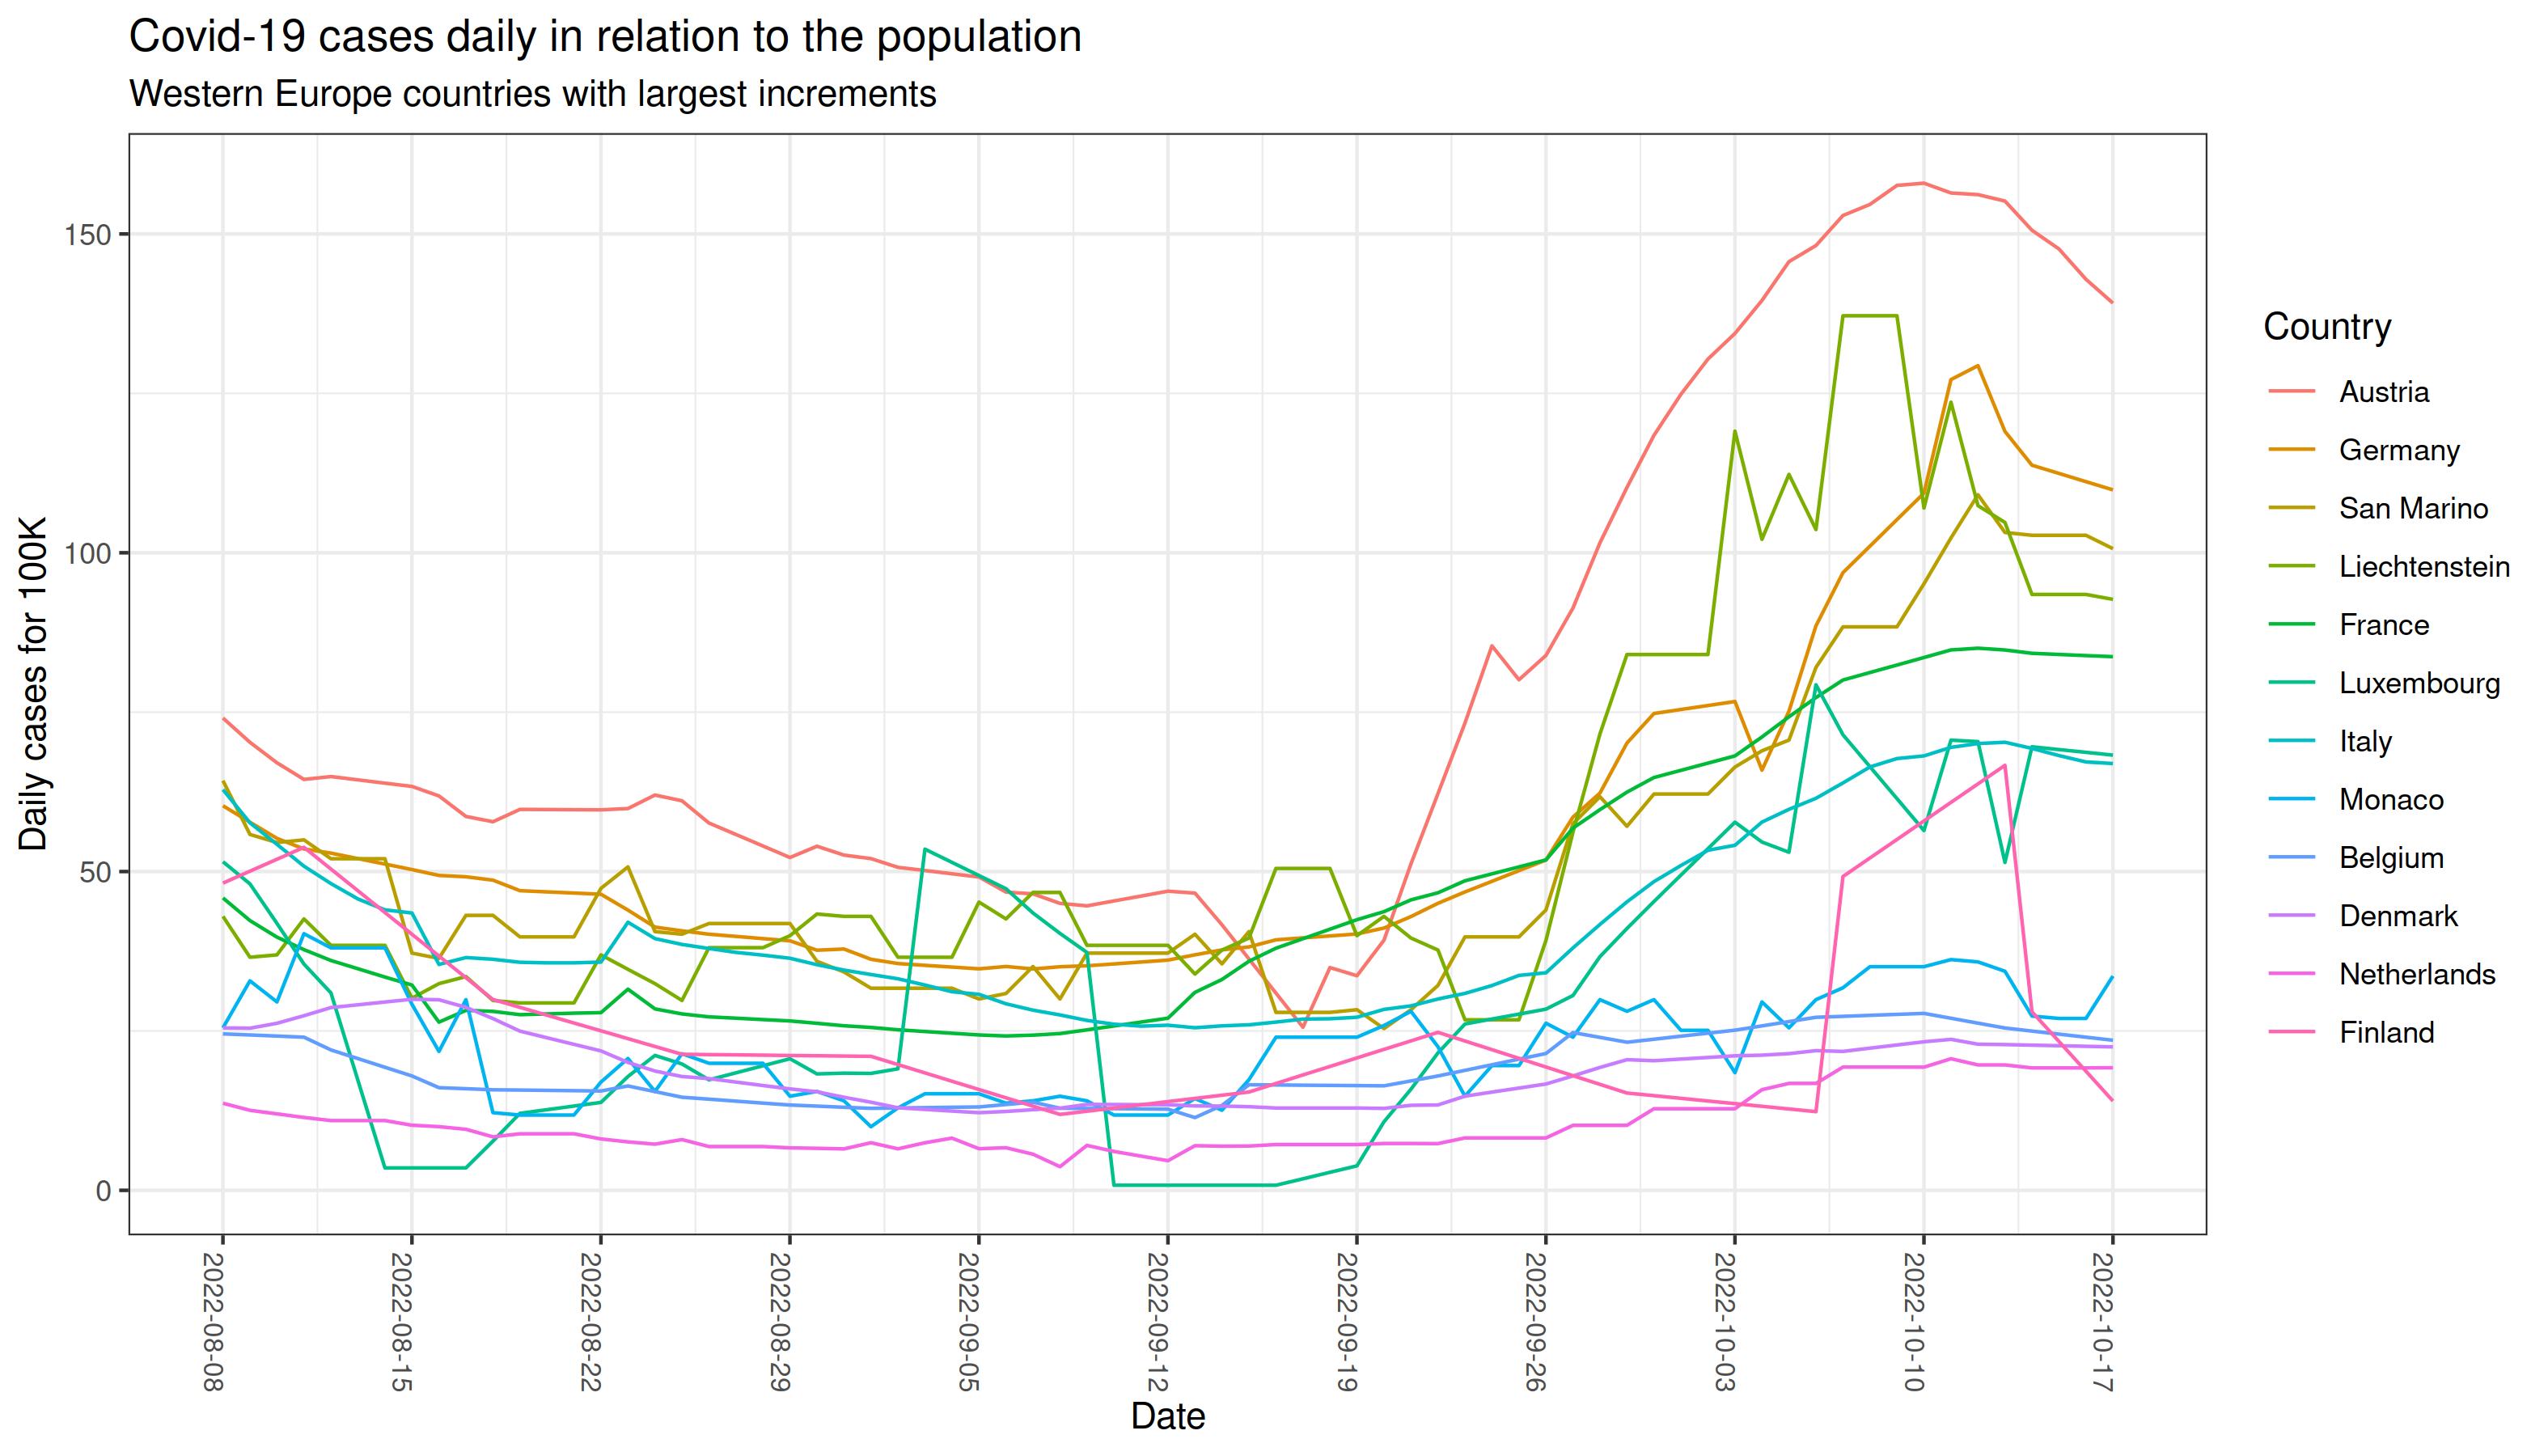 Covid-19 cases daily in relation to the population
Western Europe countries with largest increments
Daily cases for 100K
150
100
50
0
2022-08-08
2022-08-15
2022-08-22
2022-08-29
2022-09-05
2022-09-12
2022-09-19
2022-09-26
2022-10-03
2022-10-10
2022-10-17
Date
Country
Austria
Germany
San Marino
Liechtenstein
France
Luxembourg
Italy
Monaco
Belgium
Denmark
Netherlands
Finland